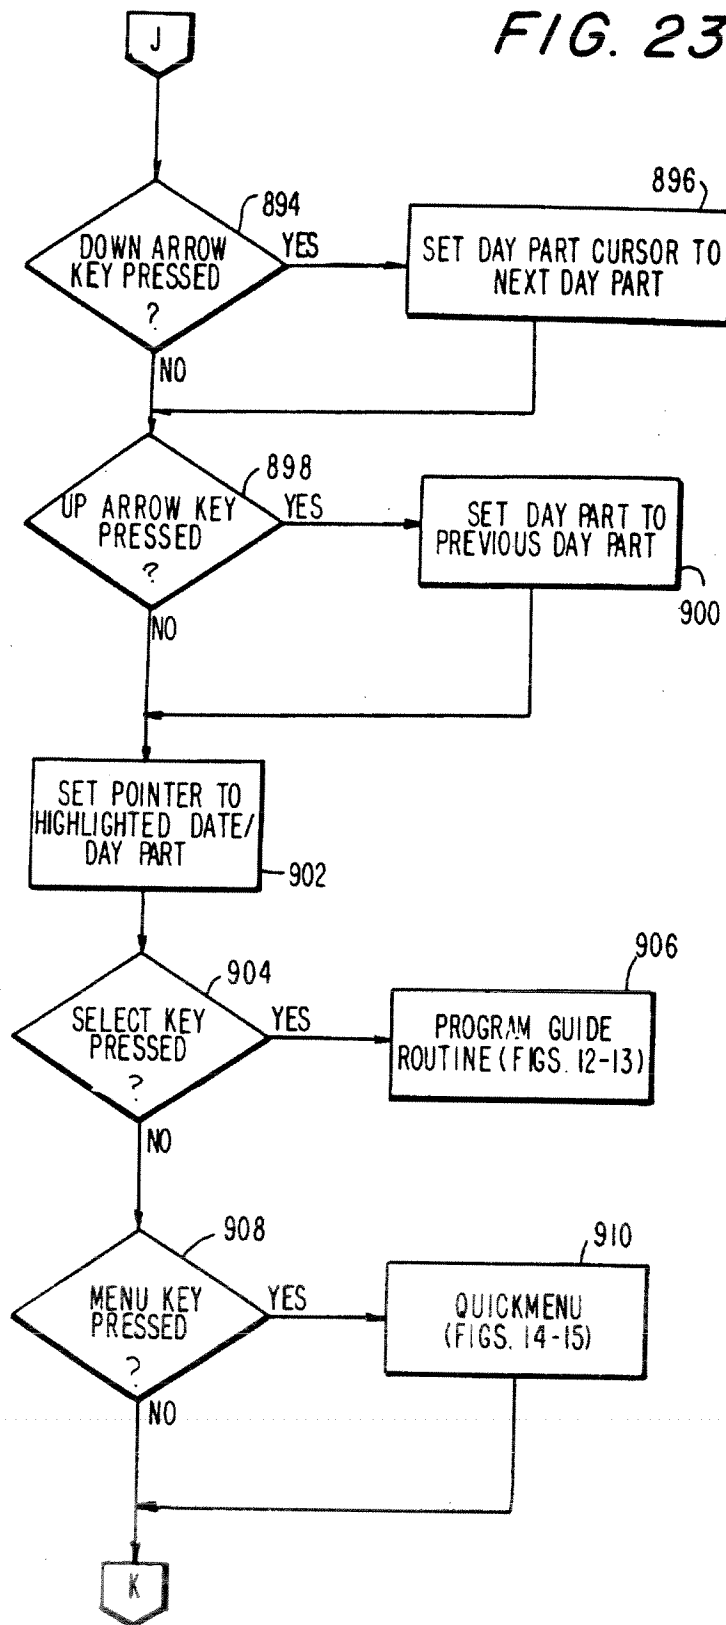 FIG. 23
J
894
DOWN ARROW
KEY PRESSED
?
YES
NO
896
SET DAY PART CURSOR TO
NEXT DAY PART
898
UP ARROW KEY
PRESSED
?
YES
NO
SET DAY PART TO
PREVIOUS DAY PART
900
SET POINTER TO
HIGHLIGHTED DATE/
DAY PART
902
904
SELECT KEY
PRESSED
?
YES
NO
906
PROGRAM GUIDE
ROUTINE (FIGS. 12-13)
908
MENU KEY
PRESSED
?
YES
NO
910
QUICKMENU
(FIGS. 14-15)
K